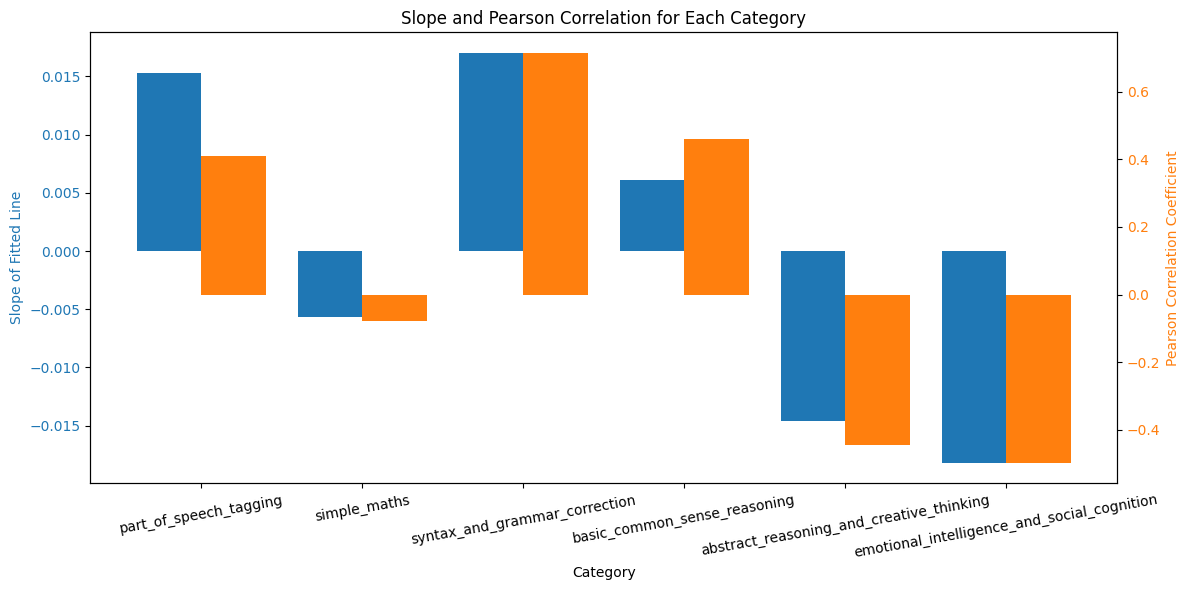 Slope and Pearson Correlation for Each Category
0.015
0.010
0.005
0.000
−0.005
−0.010
−0.015
Slope of Fitted Line
0.6
0.4
0.2
0.0
−0.2
−0.4
Pearson Correlation Coefficient
part_of_speech_tagging
simple_maths
syntax_and_grammar_correction
basic_common_sense_reasoning
abstract_reasoning_and_creative_thinking
emotional_intelligence_and_social_cognition
Category